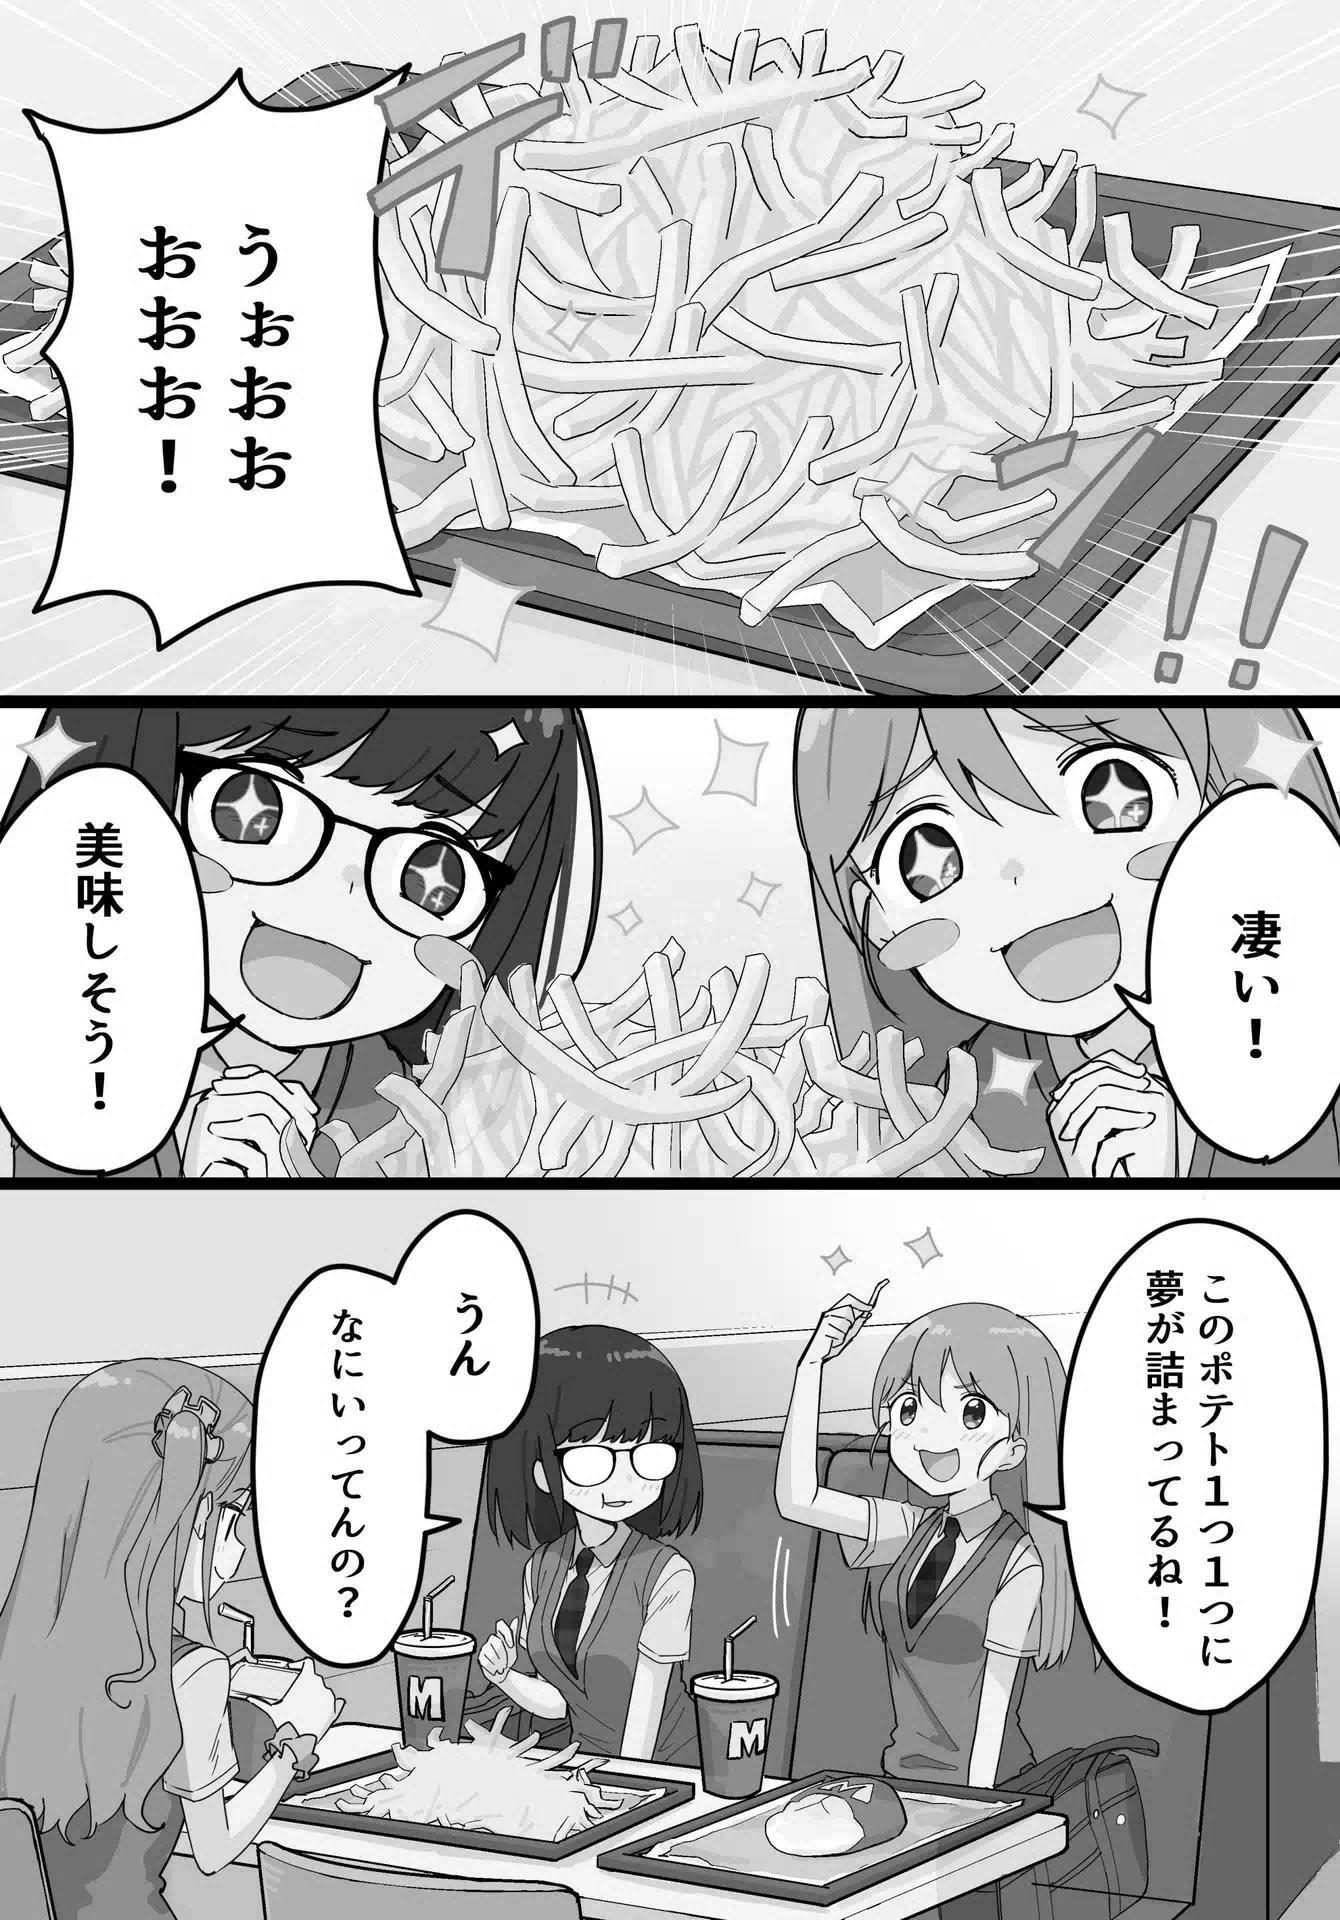 うぉおお
おおおお！
ドドン!!
凄い！
美味しそう！
このポテト１つ１つに
夢が詰まってるね！
うん
なにいってんの？
M
M